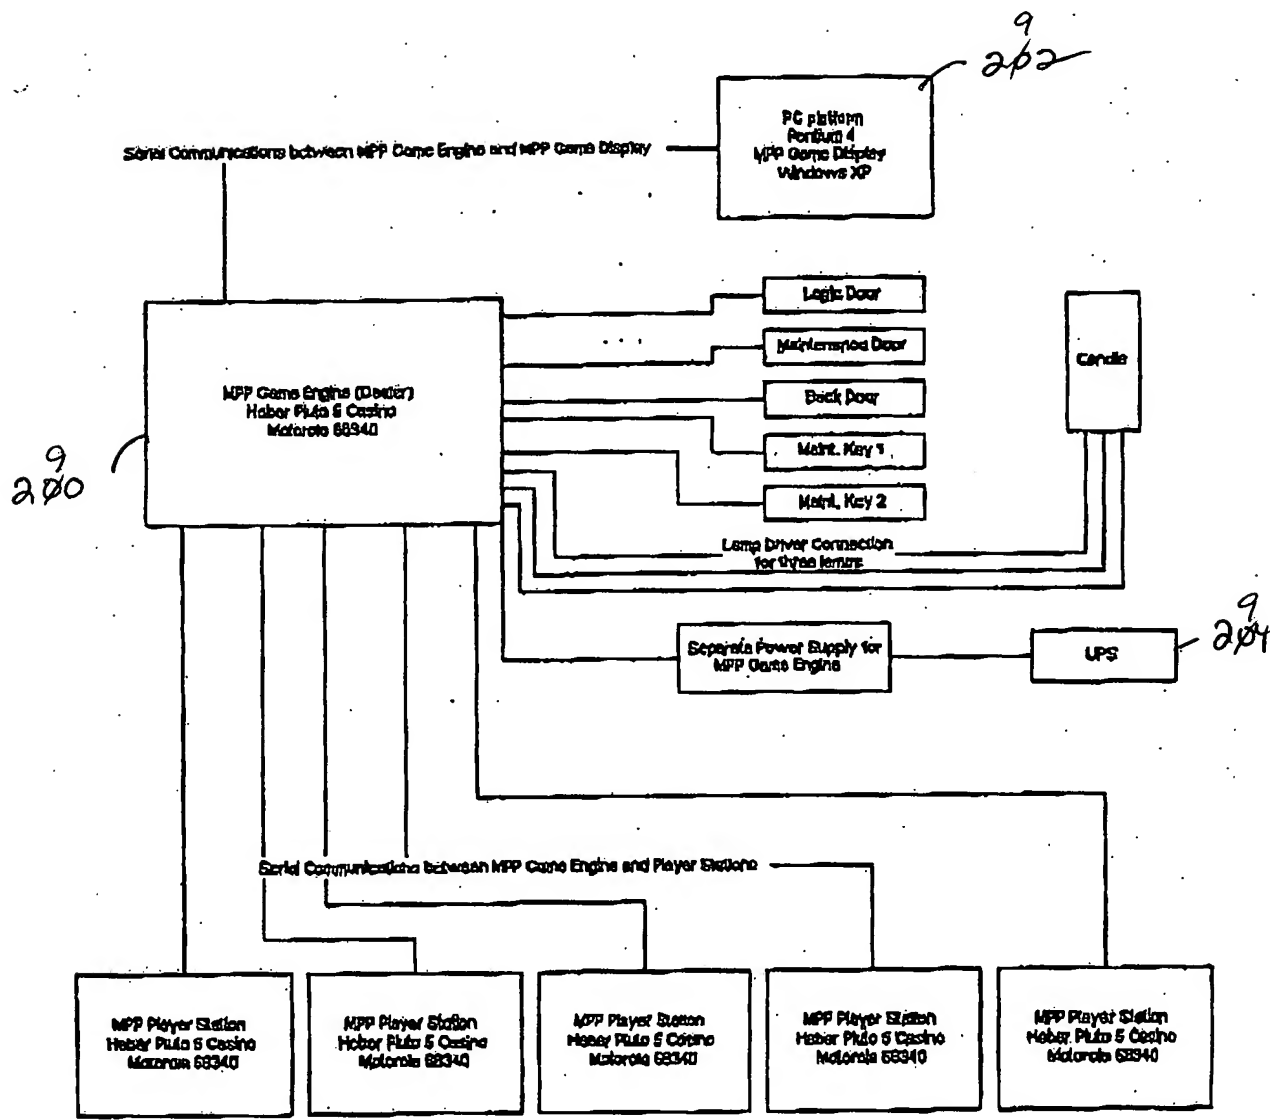 9
202
PC platform
Pentium 4
MPP Game Display
Windows XP
Serial Communications between MPP Game Engine and MPP Game Display
Logic Door
Maintenance Door
Candle
MPP Game Engine (Dealer)
Heber Pluto 5 Casino
Motorola 68340
Back Door
Maint. Key 1
9
200
Maint. Key 2
Lamp Driver Connection
for three lamps
9
204
Separate Power Supply for
MPP Game Engine
UPS
Serial Communications between MPP Game Engine and Player Stations
MPP Player Station
Heber Pluto 5 Casino
Motorola 68340
MPP Player Station
Heber Pluto 5 Casino
Motorola 68340
MPP Player Station
Heber Pluto 5 Casino
Motorola 68340
MPP Player Station
Heber Pluto 5 Casino
Motorola 68340
MPP Player Station
Heber Pluto 5 Casino
Motorola 68340